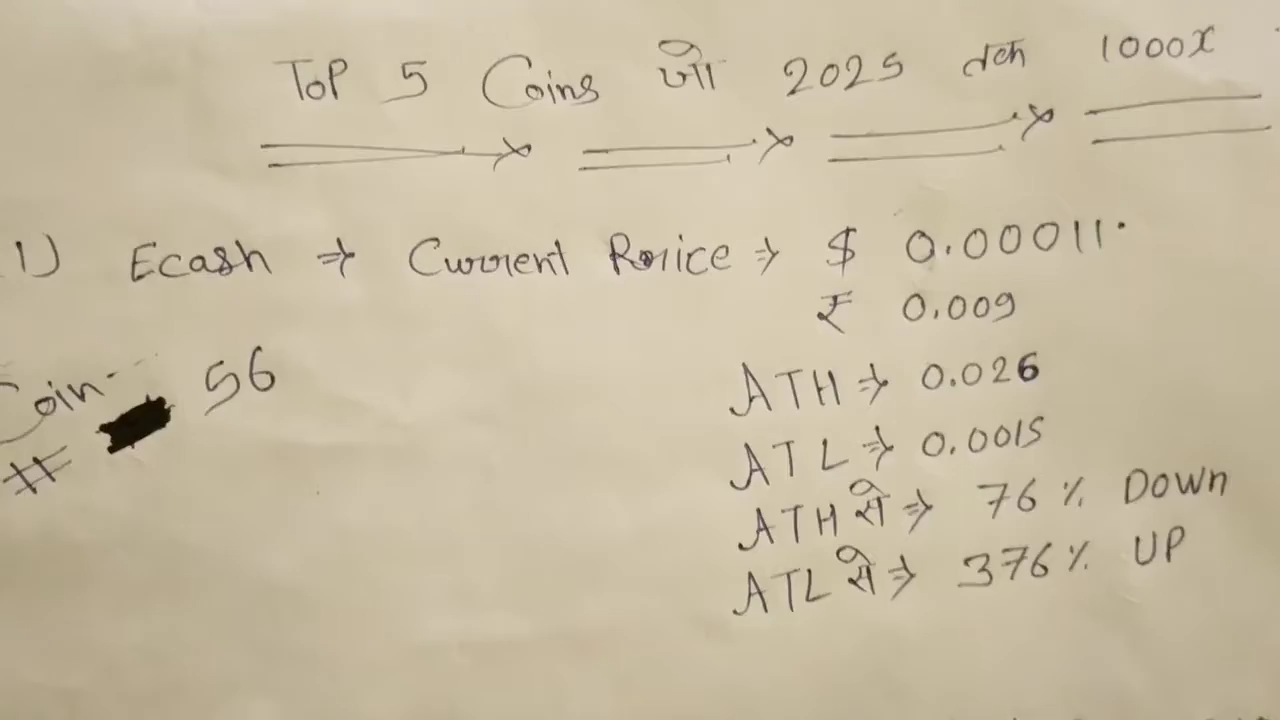 TOP 5 Coins जो 2025 तक 1000X
1) Ecash ⇒ Current Price ⇒ $ 0.00011
₹ 0.009
ATH ⇒ 0.026
Coin 56
#
ATL ⇒ 0.0015
ATH से ⇒ 76 % Down
ATL से ⇒ 376 % UP